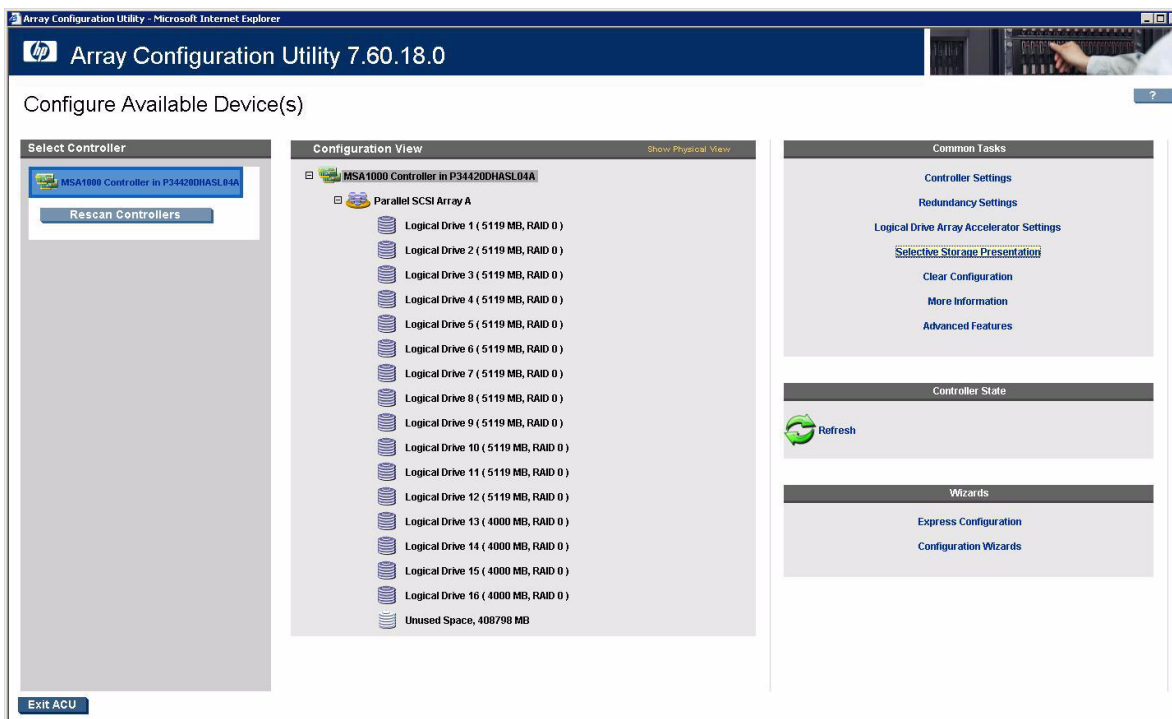 Array Configuration Utility - Microsoft Internet Explorer
hp Array Configuration Utility 7.60.18.0
Configure Available Device(s)
?
Select Controller
MSA1000 Controller in P34420DHASL04A
Rescan Controllers
Configuration View Show Physical View
MSA1000 Controller in P34420DHASL04A
Parallel SCSI Array A
Logical Drive 1 ( 5119 MB, RAID 0 )
Logical Drive 2 ( 5119 MB, RAID 0 )
Logical Drive 3 ( 5119 MB, RAID 0 )
Logical Drive 4 ( 5119 MB, RAID 0 )
Logical Drive 5 ( 5119 MB, RAID 0 )
Logical Drive 6 ( 5119 MB, RAID 0 )
Logical Drive 7 ( 5119 MB, RAID 0 )
Logical Drive 8 ( 5119 MB, RAID 0 )
Logical Drive 9 ( 5119 MB, RAID 0 )
Logical Drive 10 ( 5119 MB, RAID 0 )
Logical Drive 11 ( 5119 MB, RAID 0 )
Logical Drive 12 ( 5119 MB, RAID 0 )
Logical Drive 13 ( 4000 MB, RAID 0 )
Logical Drive 14 ( 4000 MB, RAID 0 )
Logical Drive 15 ( 4000 MB, RAID 0 )
Logical Drive 16 ( 4000 MB, RAID 0 )
Unused Space, 408798 MB
Common Tasks
Controller Settings
Redundancy Settings
Logical Drive Array Accelerator Settings
Selective Storage Presentation
Clear Configuration
More Information
Advanced Features
Controller State
Refresh
Wizards
Express Configuration
Configuration Wizards
Exit ACU